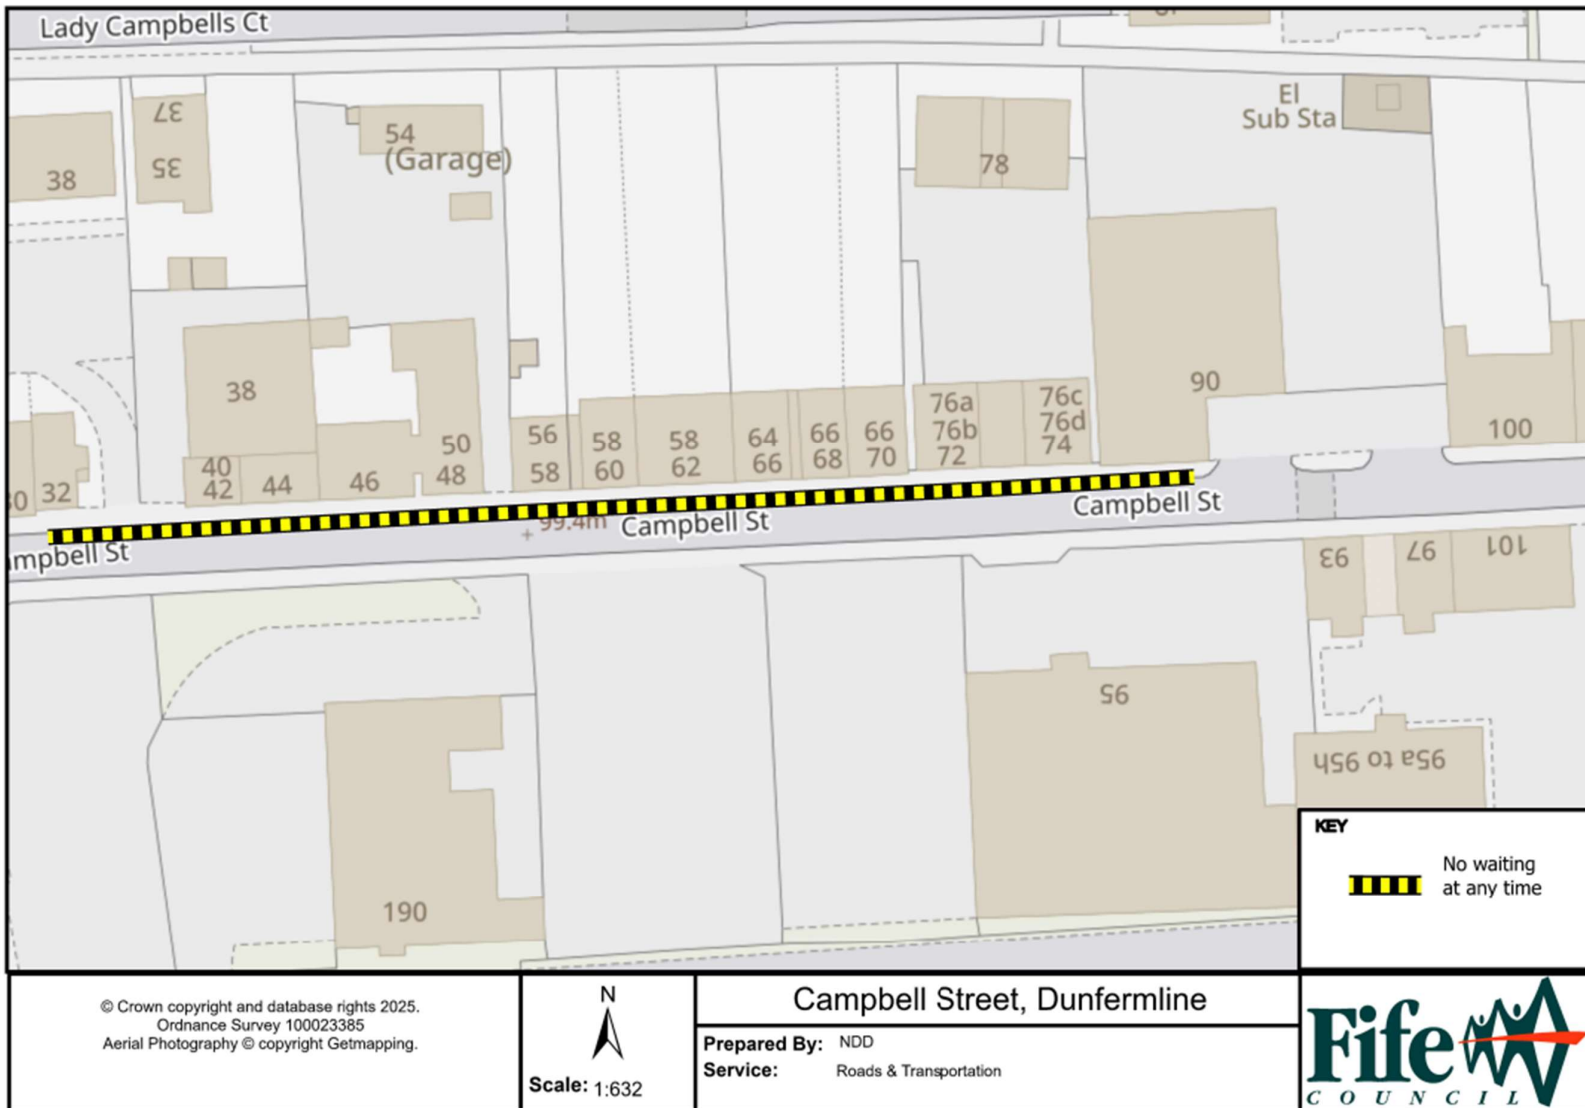 Lady Campbells Ct
37
35
38
54
(Garage)
78
El
Sub Sta
38
40
42
44
46
50
48
32
56
58
58
60
58
62
64
66
66
68
66
70
76a
76b
72
76c
76d
74
90
100
99.4m
Campbell St
Campbell St
mpbell St
93
97
101
95
95a to 95h
190
KEY
No waiting
at any time
© Crown copyright and database rights 2025.
Ordnance Survey 100023385
Aerial Photography © copyright Getmapping.
N
Scale: 1:632
Campbell Street, Dunfermline
Prepared By: NDD
Service: Roads & Transportation
Fife
COUNCIL